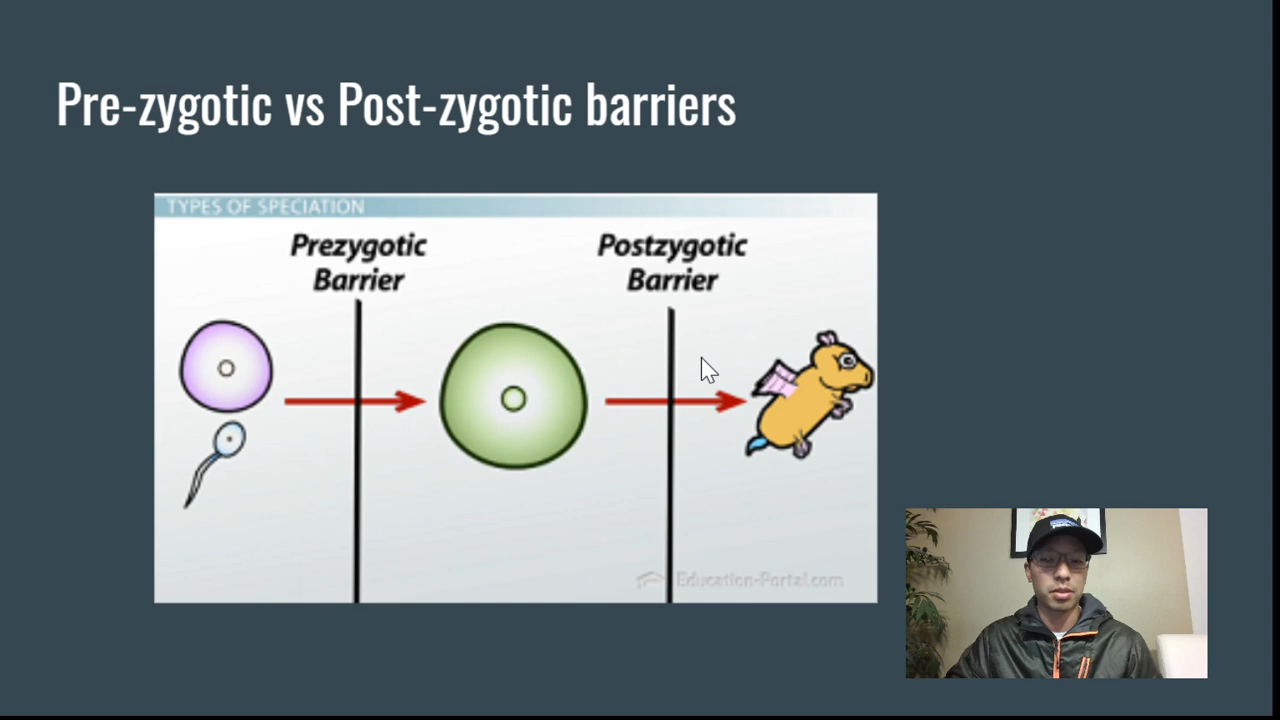 Pre-zygotic vs Post-zygotic barriers
TYPES OF SPECIATION
Prezygotic
Barrier
Postzygotic
Barrier
Education-Portal.com